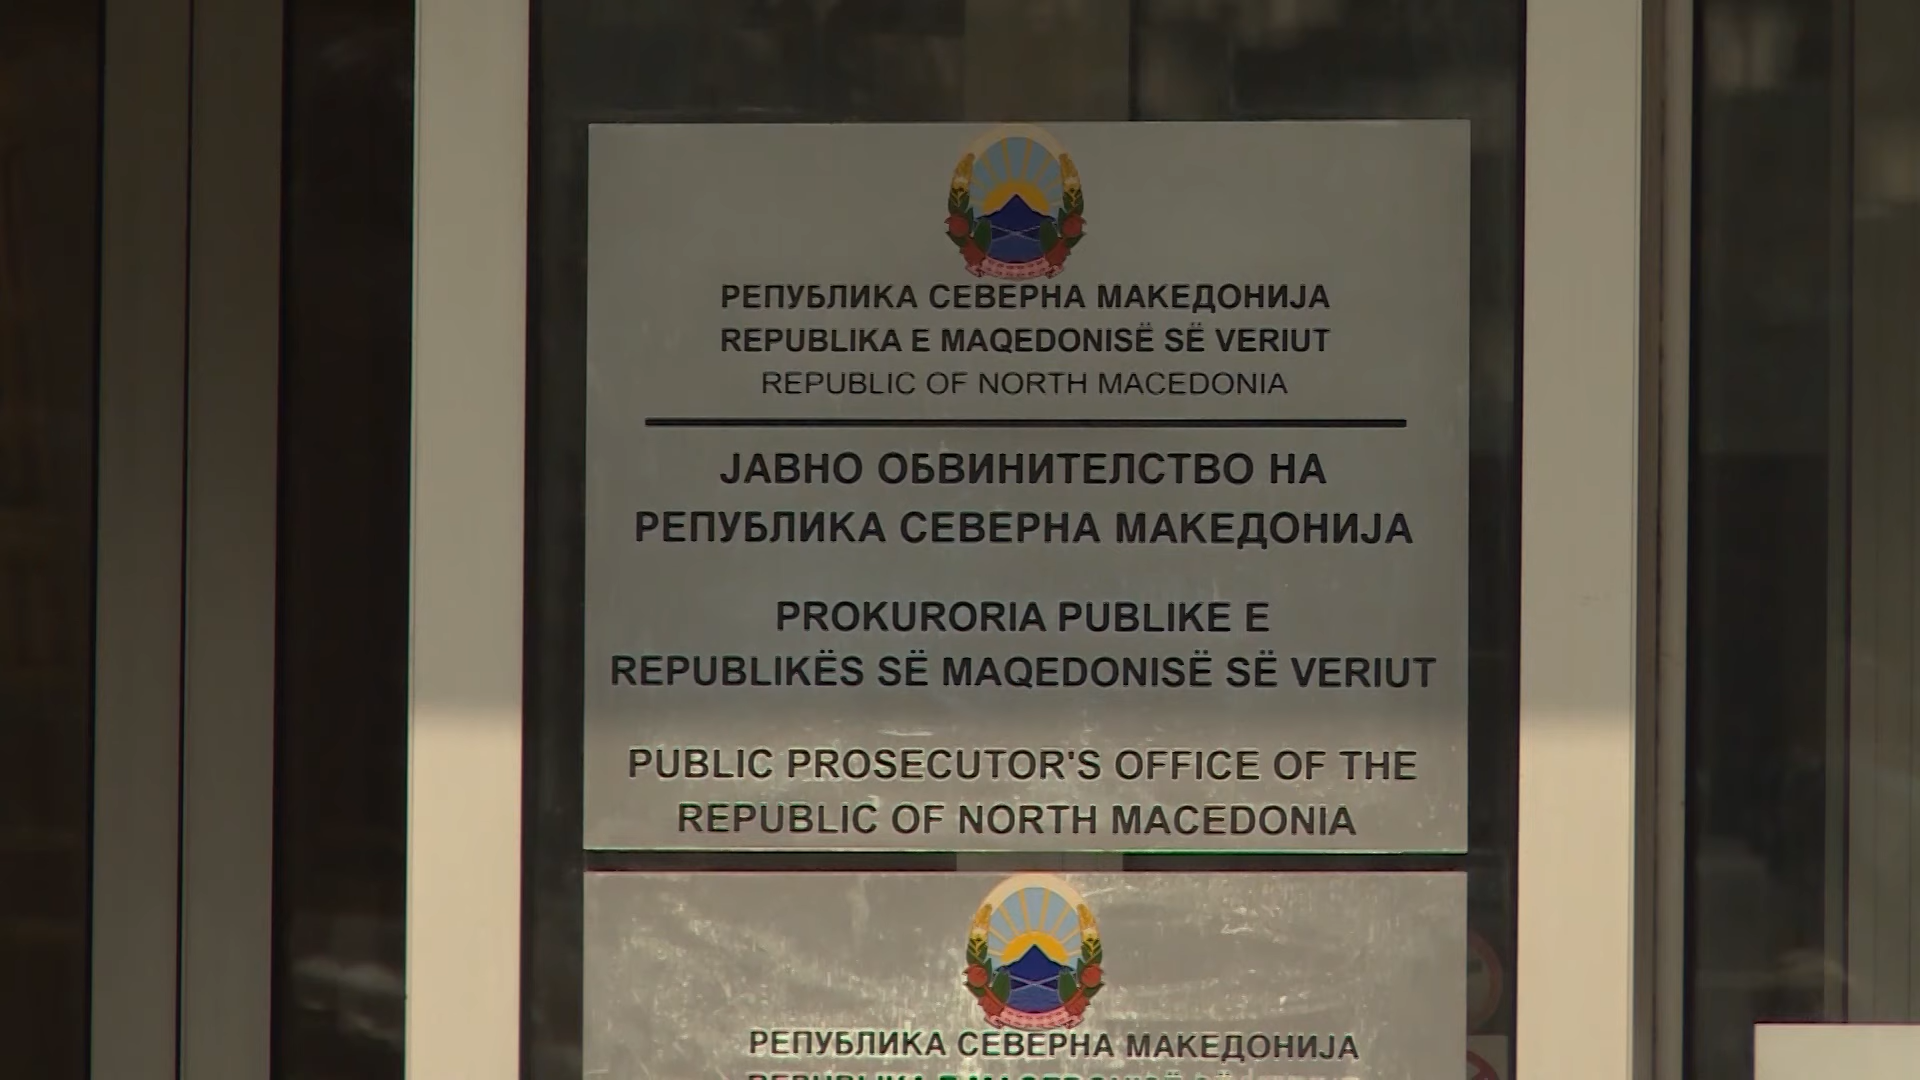 РЕПУБЛИКА СЕВЕРНА МАКЕДОНИЈА
REPUBLIKA E MAQEDONISË SË VERIUT
REPUBLIC OF NORTH MACEDONIA
ЈАВНО ОБВИНИТЕЛСТВО НА
РЕПУБЛИКА СЕВЕРНА МАКЕДОНИЈА
PROKURORIA PUBLIKE E
REPUBLIKËS SË MAQEDONISË SË VERIUT
PUBLIC PROSECUTOR'S OFFICE OF THE
REPUBLIC OF NORTH MACEDONIA
РЕПУБЛИКА СЕВЕРНА МАКЕДОНИЈА